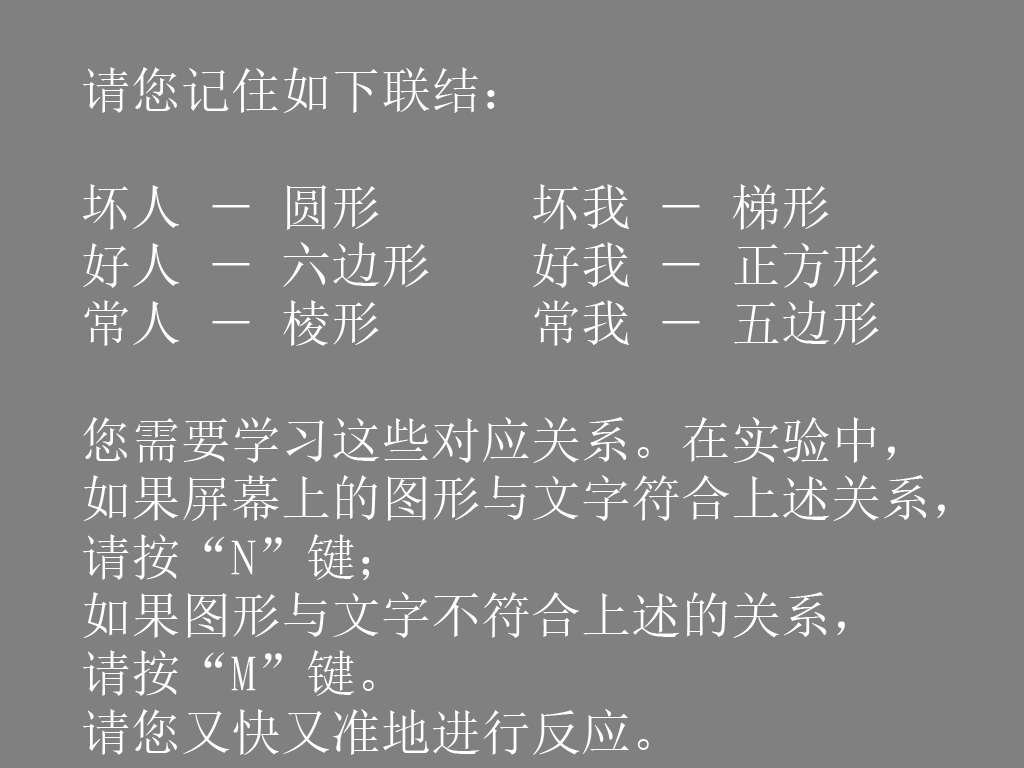 请您记住如下联结：
坏人 － 圆形 坏我 － 梯形
好人 － 六边形 好我 － 正方形
常人 － 棱形 常我 － 五边形
您需要学习这些对应关系。在实验中，
如果屏幕上的图形与文字符合上述关系，
请按“N”键；
如果图形与文字不符合上述的关系，
请按“M”键。
请您又快又准地进行反应。